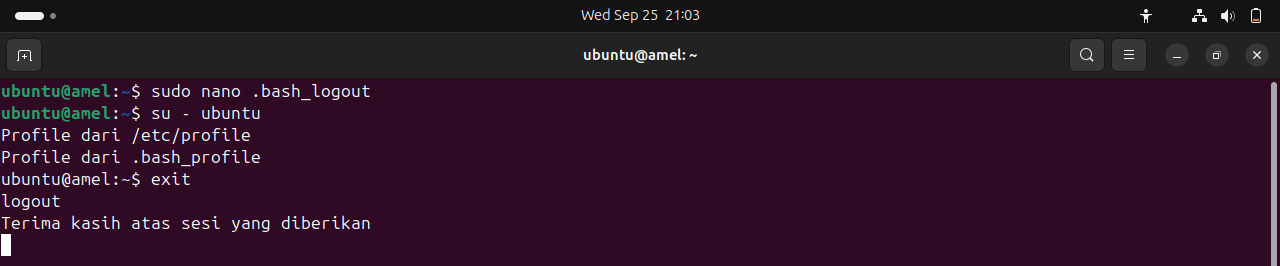 Wed Sep 25 21:03
ubuntu@amel: ~
ubuntu@amel:~$ sudo nano .bash_logout
ubuntu@amel:~$ su - ubuntu
Profile dari /etc/profile
Profile dari .bash_profile
ubuntu@amel:~$ exit
logout
Terima kasih atas sesi yang diberikan